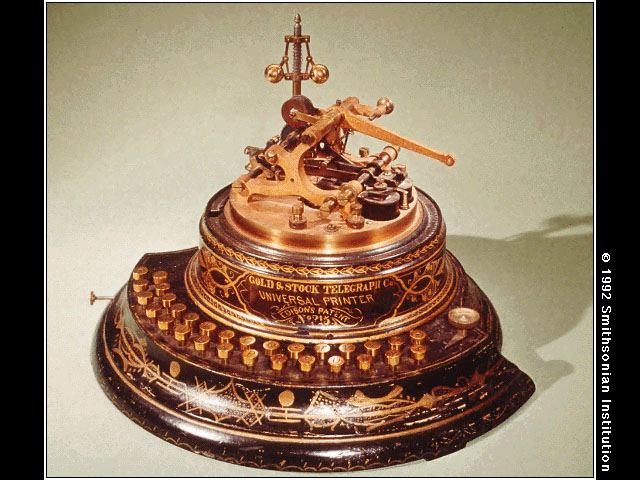 GOLD & STOCK TELEGRAPH Co.
UNIVERSAL PRINTER
EDISON'S PATENT
© 1992 Smithsonian Institution